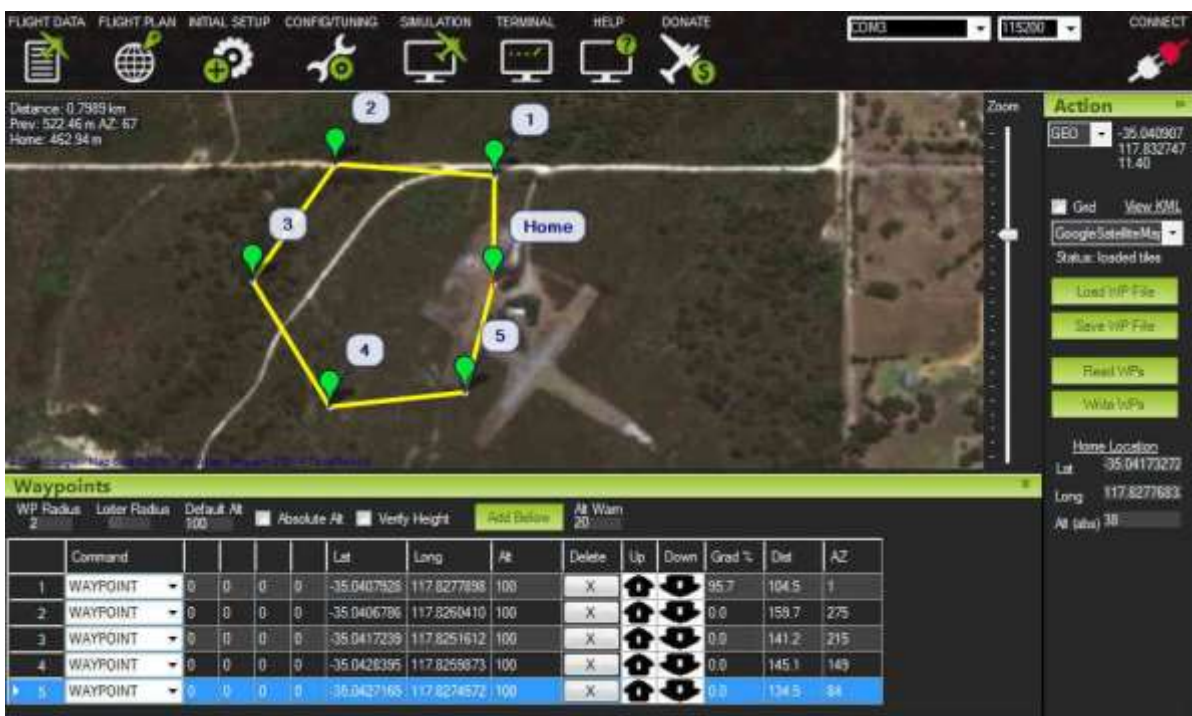 FLIGHT DATA FLIGHT PLAN INITIAL SETUP CONFIG/TUNING SIMULATION TERMINAL HELP DONATE COM3 115200 CONNECT
Distance: 0.7989 km
Prev: 522.46 m AZ: 67
Home: 462.94 m
2
1
3
Home
4
5
Zoom
Action
GEO -35.040907
117.832747
11.40
Grid View KML
GoogleSatelliteMap
Status: loaded tiles
Load WP File
Save WP File
Read WPs
Write WPs
Home Location
Lat -35.04173272
Long 117.8277683
Alt (abs) 38
Waypoints
WP Radius Loiter Radius Default Alt Alt Warn
2 100 Absolute Alt Verify Height Add Below 20
Command Lat Long Alt Delete Up Down Grad % Dist AZ
1 WAYPOINT 0 0 0 0 -35.0407928 117.8277898 100 X 95.7 104.5 1
2 WAYPOINT 0 0 0 0 -35.0406786 117.8260410 100 X 0.0 159.7 275
3 WAYPOINT 0 0 0 0 -35.0417239 117.8251612 100 X 0.0 141.2 215
4 WAYPOINT 0 0 0 0 -35.0428395 117.8259873 100 X 0.0 145.1 149
5 WAYPOINT 0 0 0 0 -35.0427165 117.8274572 100 X 0.0 134.5 84